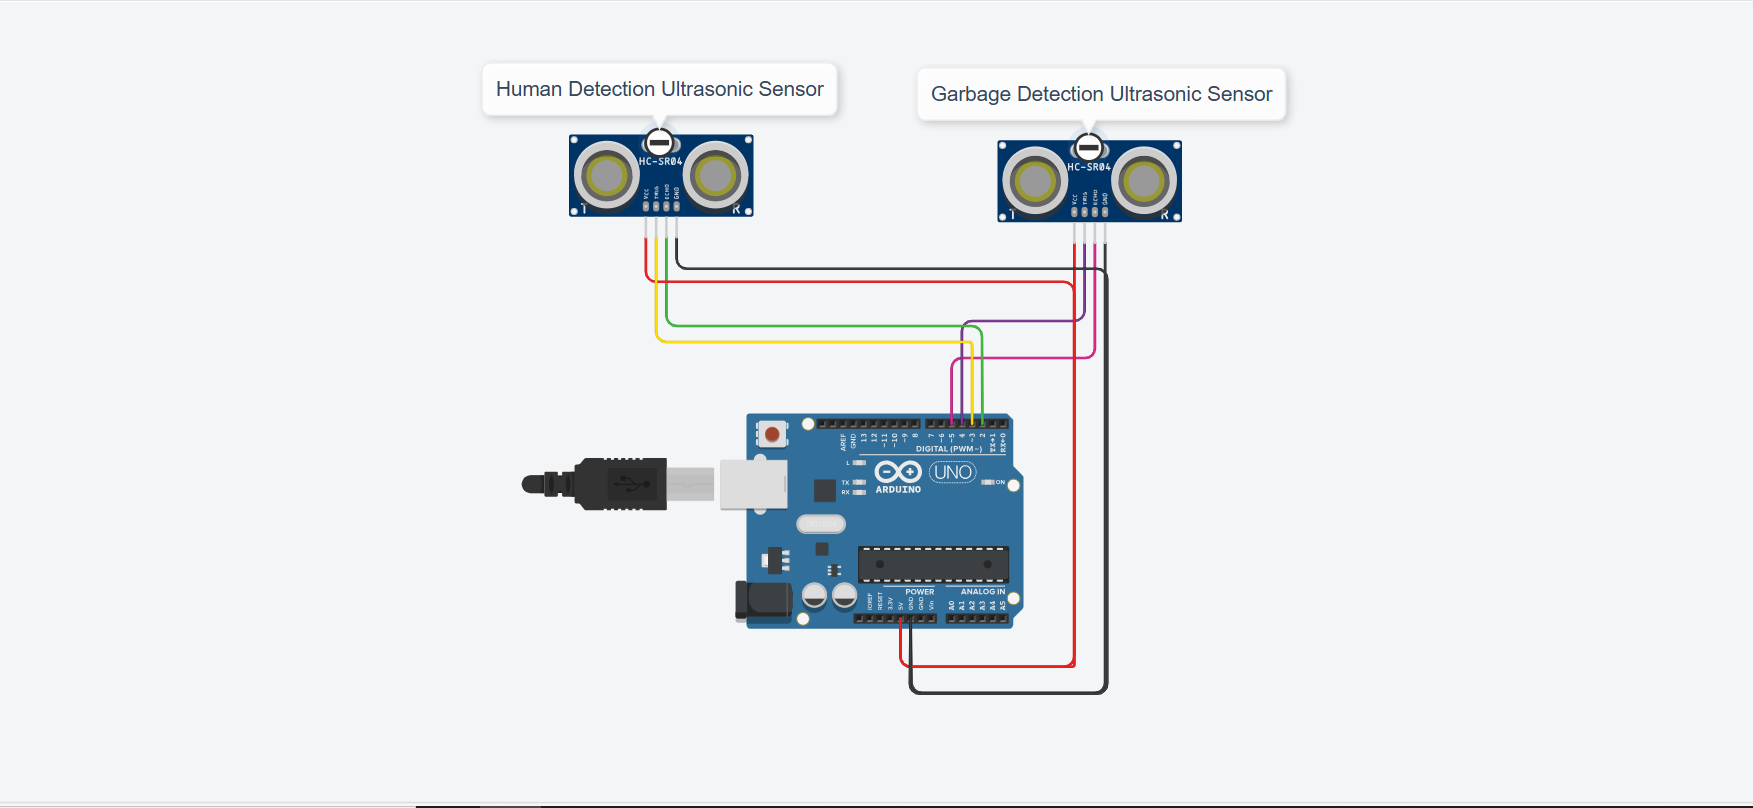 Human Detection Ultrasonic Sensor
Garbage Detection Ultrasonic Sensor
HC-SR04
VCC
TRIG
ECHO
GND
T
R
HC-SR04
VCC
TRIG
ECHO
GND
T
R
AREF
GND
13
12
~11
~10
~9
8
7
~6
~5
4
~3
2
TX→1
RX←0
DIGITAL (PWM~)
L
TX
RX
ARDUINO
UNO
ON
POWER
ANALOG IN
IOREF
RESET
3.3V
5V
GND
GND
Vin
A0
A1
A2
A3
A4
A5